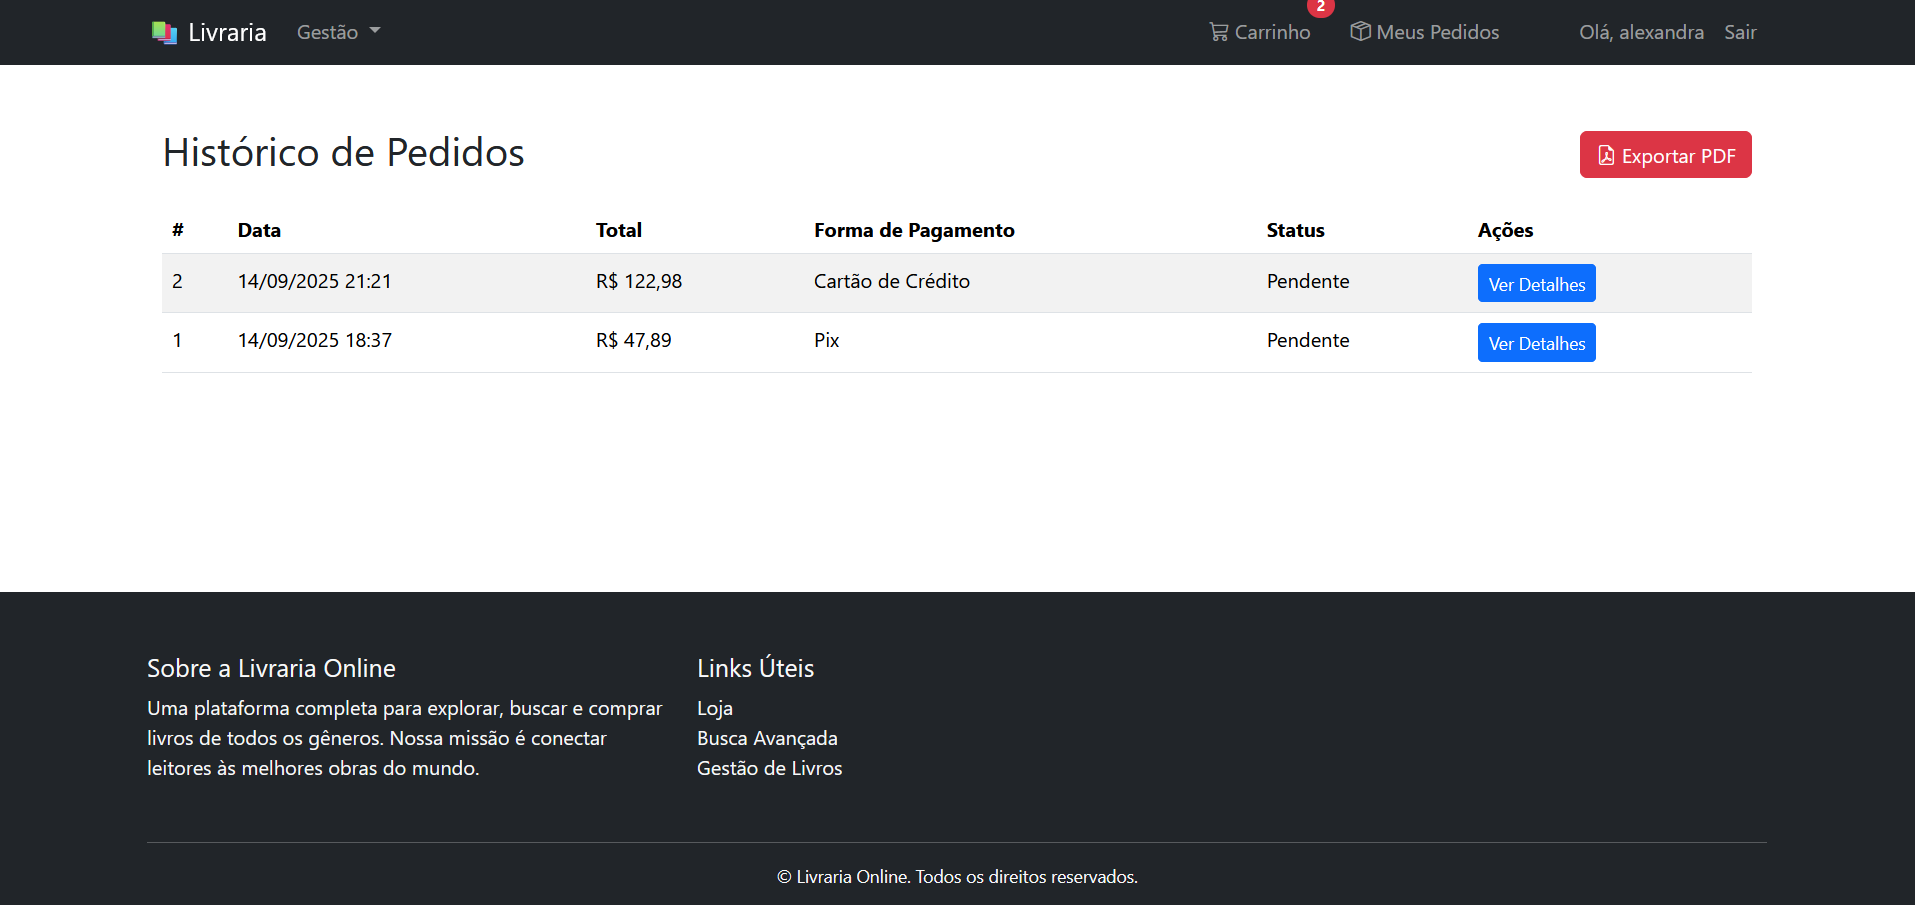 Livraria Gestão 2 Carrinho Meus Pedidos Olá, alexandra Sair
Histórico de Pedidos Exportar PDF
# Data Total Forma de Pagamento Status Ações
2 14/09/2025 21:21 R$ 122,98 Cartão de Crédito Pendente Ver Detalhes
1 14/09/2025 18:37 R$ 47,89 Pix Pendente Ver Detalhes
Sobre a Livraria Online
Uma plataforma completa para explorar, buscar e comprar
livros de todos os gêneros. Nossa missão é conectar
leitores às melhores obras do mundo.
Links Úteis
Loja
Busca Avançada
Gestão de Livros
© Livraria Online. Todos os direitos reservados.